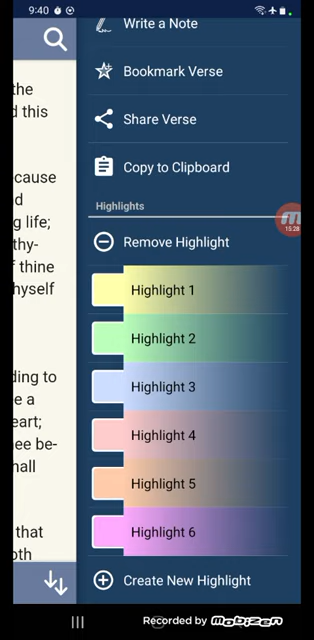 9:40
Write a Note
the
d this
Bookmark Verse
Share Verse
Copy to Clipboard
cause
d
g life;
thy-
f thine
hyself
Highlights
15:28
Remove Highlight
Highlight 1
Highlight 2
Highlight 3
Highlight 4
Highlight 5
Highlight 6
ding to
e a
eart;
ee be-
hall
that
oth
Create New Highlight
Recorded by Mobizen